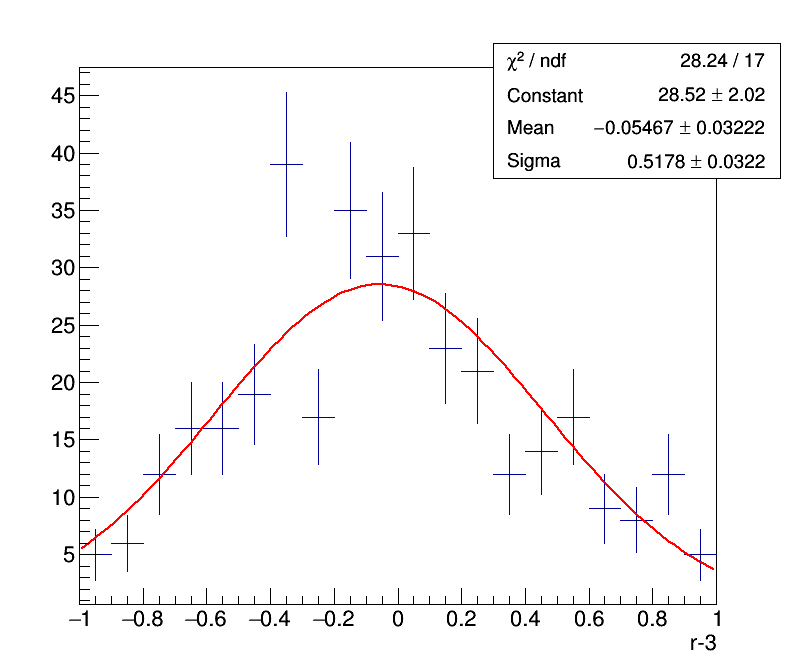 χ² / ndf 28.24 / 17
Constant 28.52 ± 2.02
Mean −0.05467 ± 0.03222
Sigma 0.5178 ± 0.0322
45
40
35
30
25
20
15
10
5
−1 −0.8 −0.6 −0.4 −0.2 0 0.2 0.4 0.6 0.8 1
r-3